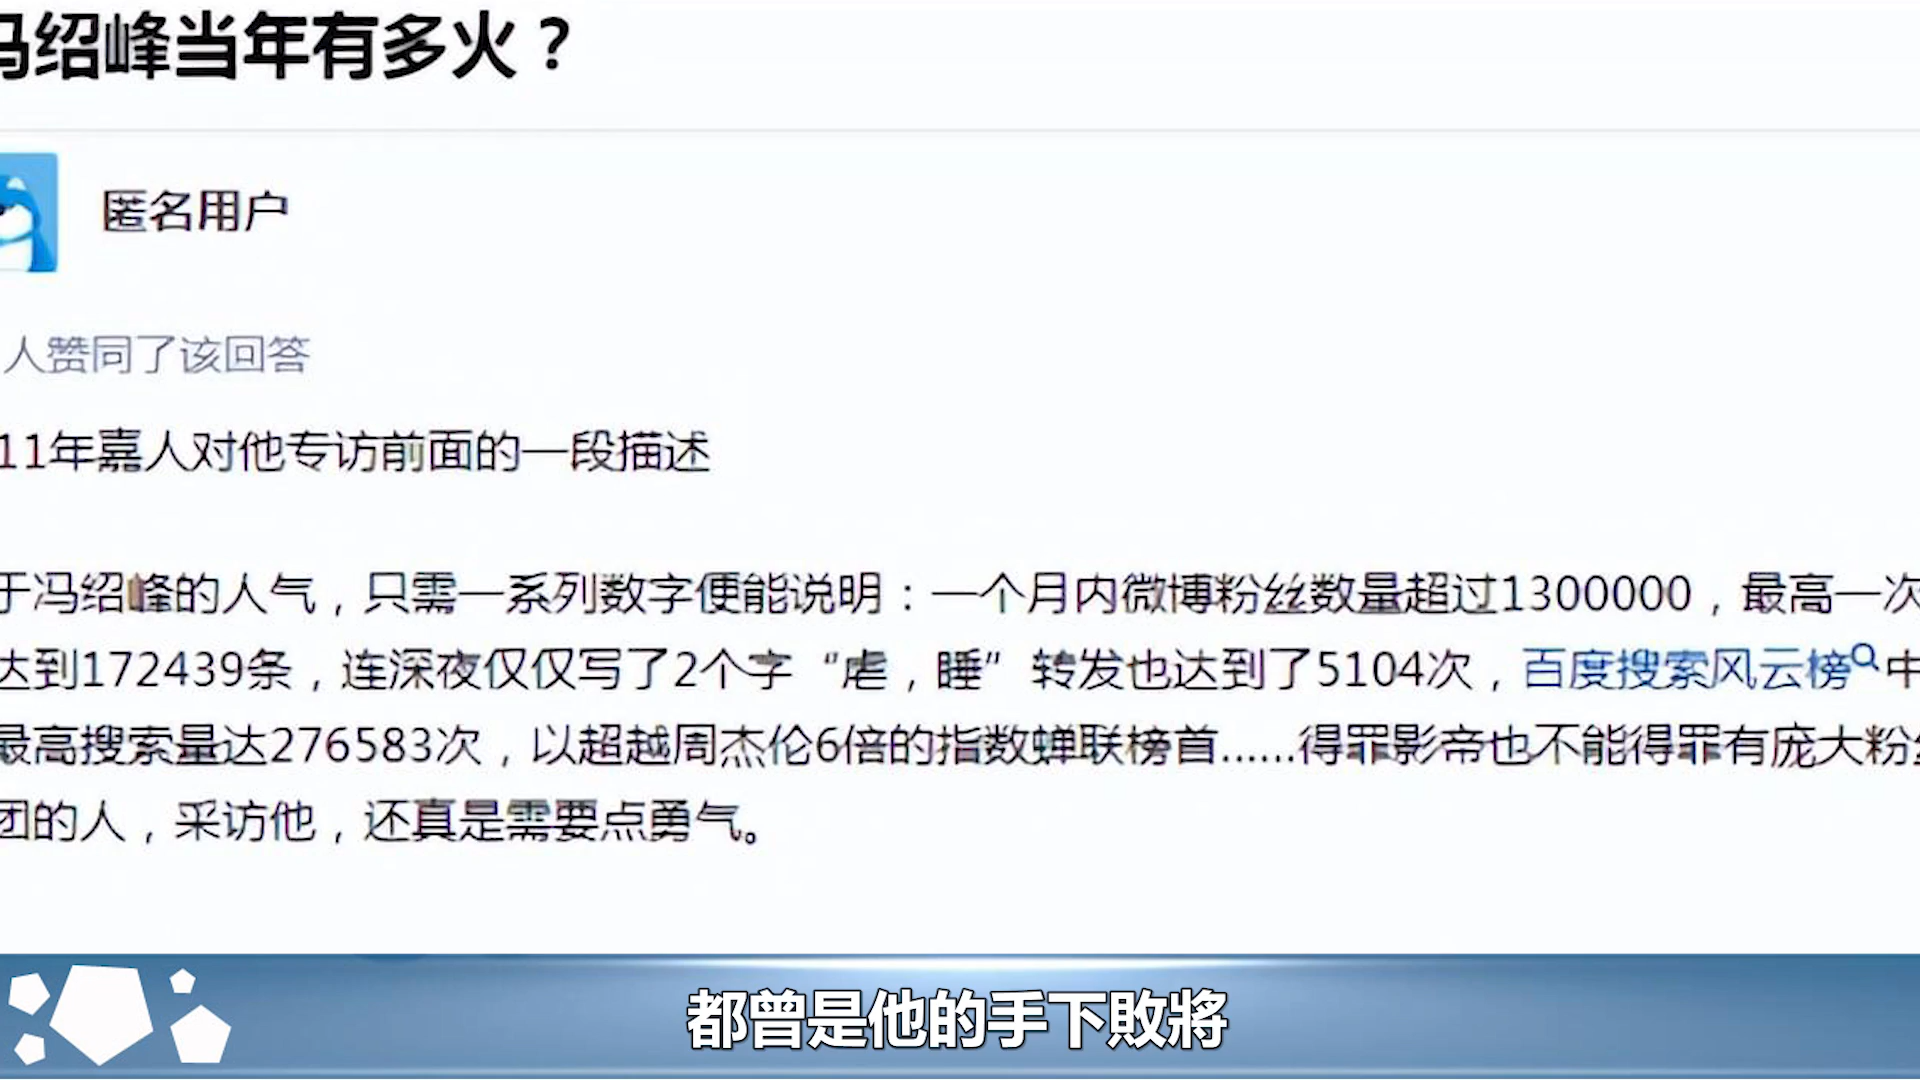 冯绍峰当年有多火？
匿名用户
人赞同了该回答
11年嘉人对他专访前面的一段描述
于冯绍峰的人气，只需一系列数字便能说明：一个月内微博粉丝数量超过1300000，最高一次
达到172439条，连深夜仅仅写了2个字“虐，睡”转发也达到了5104次，百度搜索风云榜中
最高搜索量达276583次，以超越周杰伦6倍的指数蝉联榜首......得罪影帝也不能得罪有庞大粉丝
团的人，采访他，还真是需要点勇气。
都曾是他的手下敗將